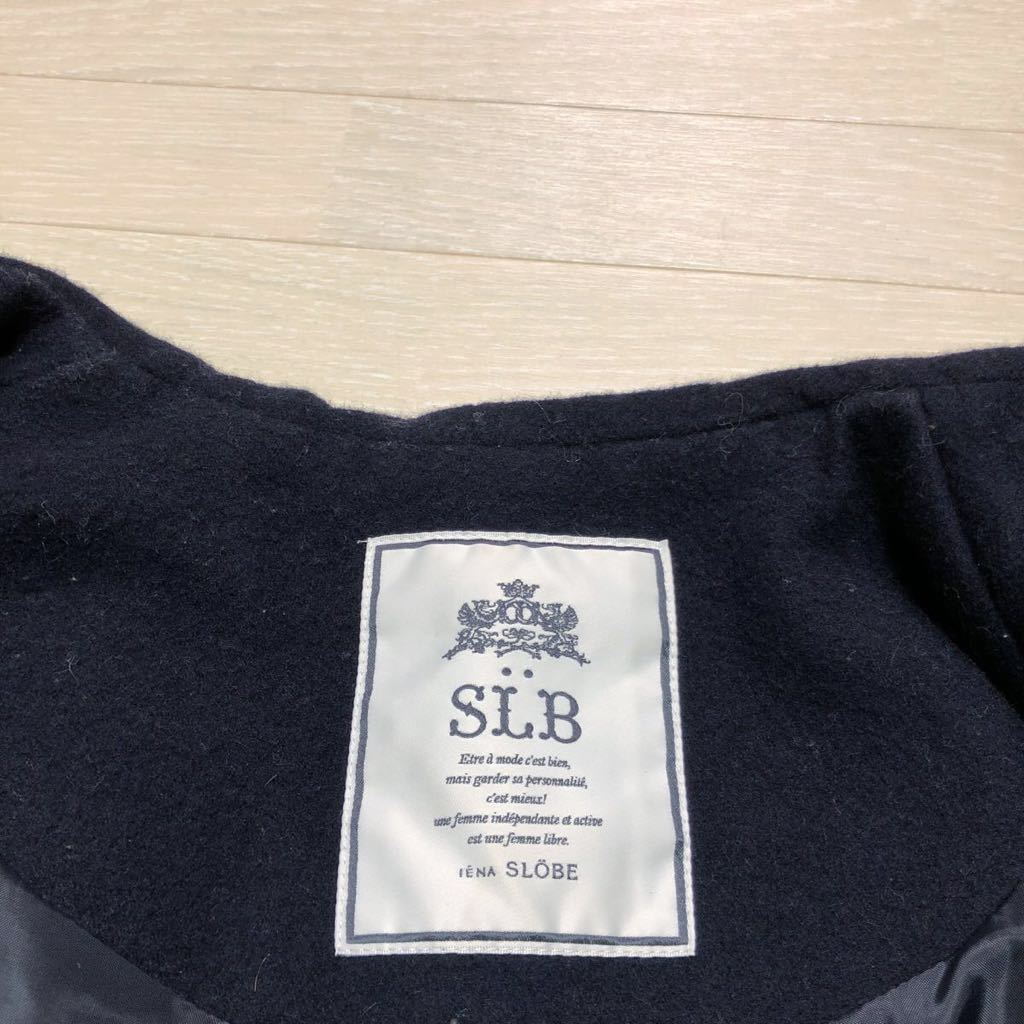 SL̈B
Etre à mode c'est bien,
mais garder sa personnalité,
c'est mieux!
une femme indépendante et active
est une femme libre.
IÉNA SLÖBE